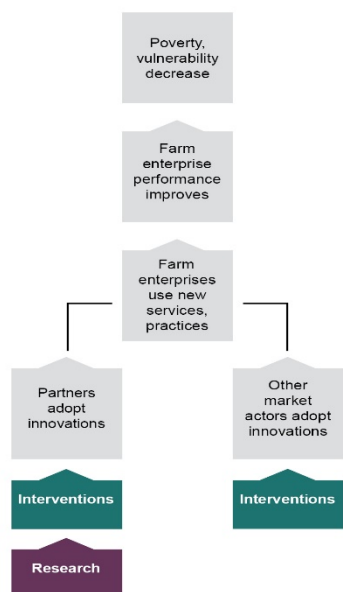 Poverty,
vulnerability
decrease
Farm
enterprise
performance
improves
Farm
enterprises
use new
services,
practices
Partners
adopt
innovations
Other
market
actors adopt
innovations
Interventions
Interventions
Research